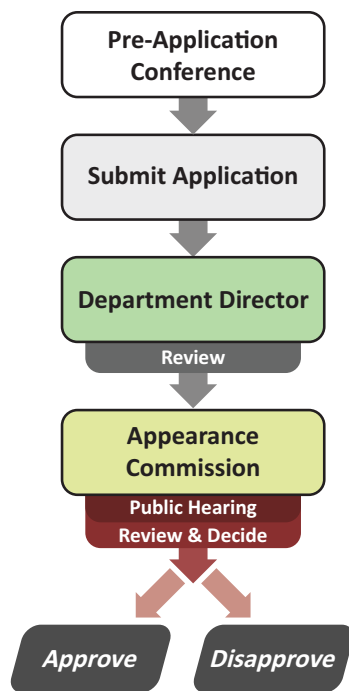 Pre-Application
Conference
Submit Application
Department Director
Review
Appearance
Commission
Public Hearing
Review & Decide
Approve
Disapprove